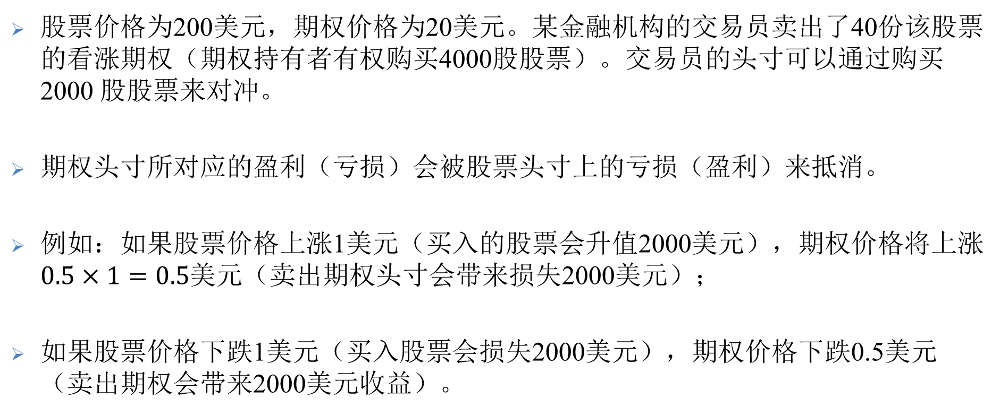 股票价格为200美元，期权价格为20美元。某金融机构的交易员卖出了40份该股票
的看涨期权（期权持有者有权购买4000股股票）。交易员的头寸可以通过购买
2000 股股票来对冲。
期权头寸所对应的盈利（亏损）会被股票头寸上的亏损（盈利）来抵消。
例如：如果股票价格上涨1美元（买入的股票会升值2000美元），期权价格将上涨
0.5 × 1 = 0.5美元（卖出期权头寸会带来损失2000美元）；
如果股票价格下跌1美元（买入股票会损失2000美元），期权价格下跌0.5美元
（卖出期权会带来2000美元收益）。